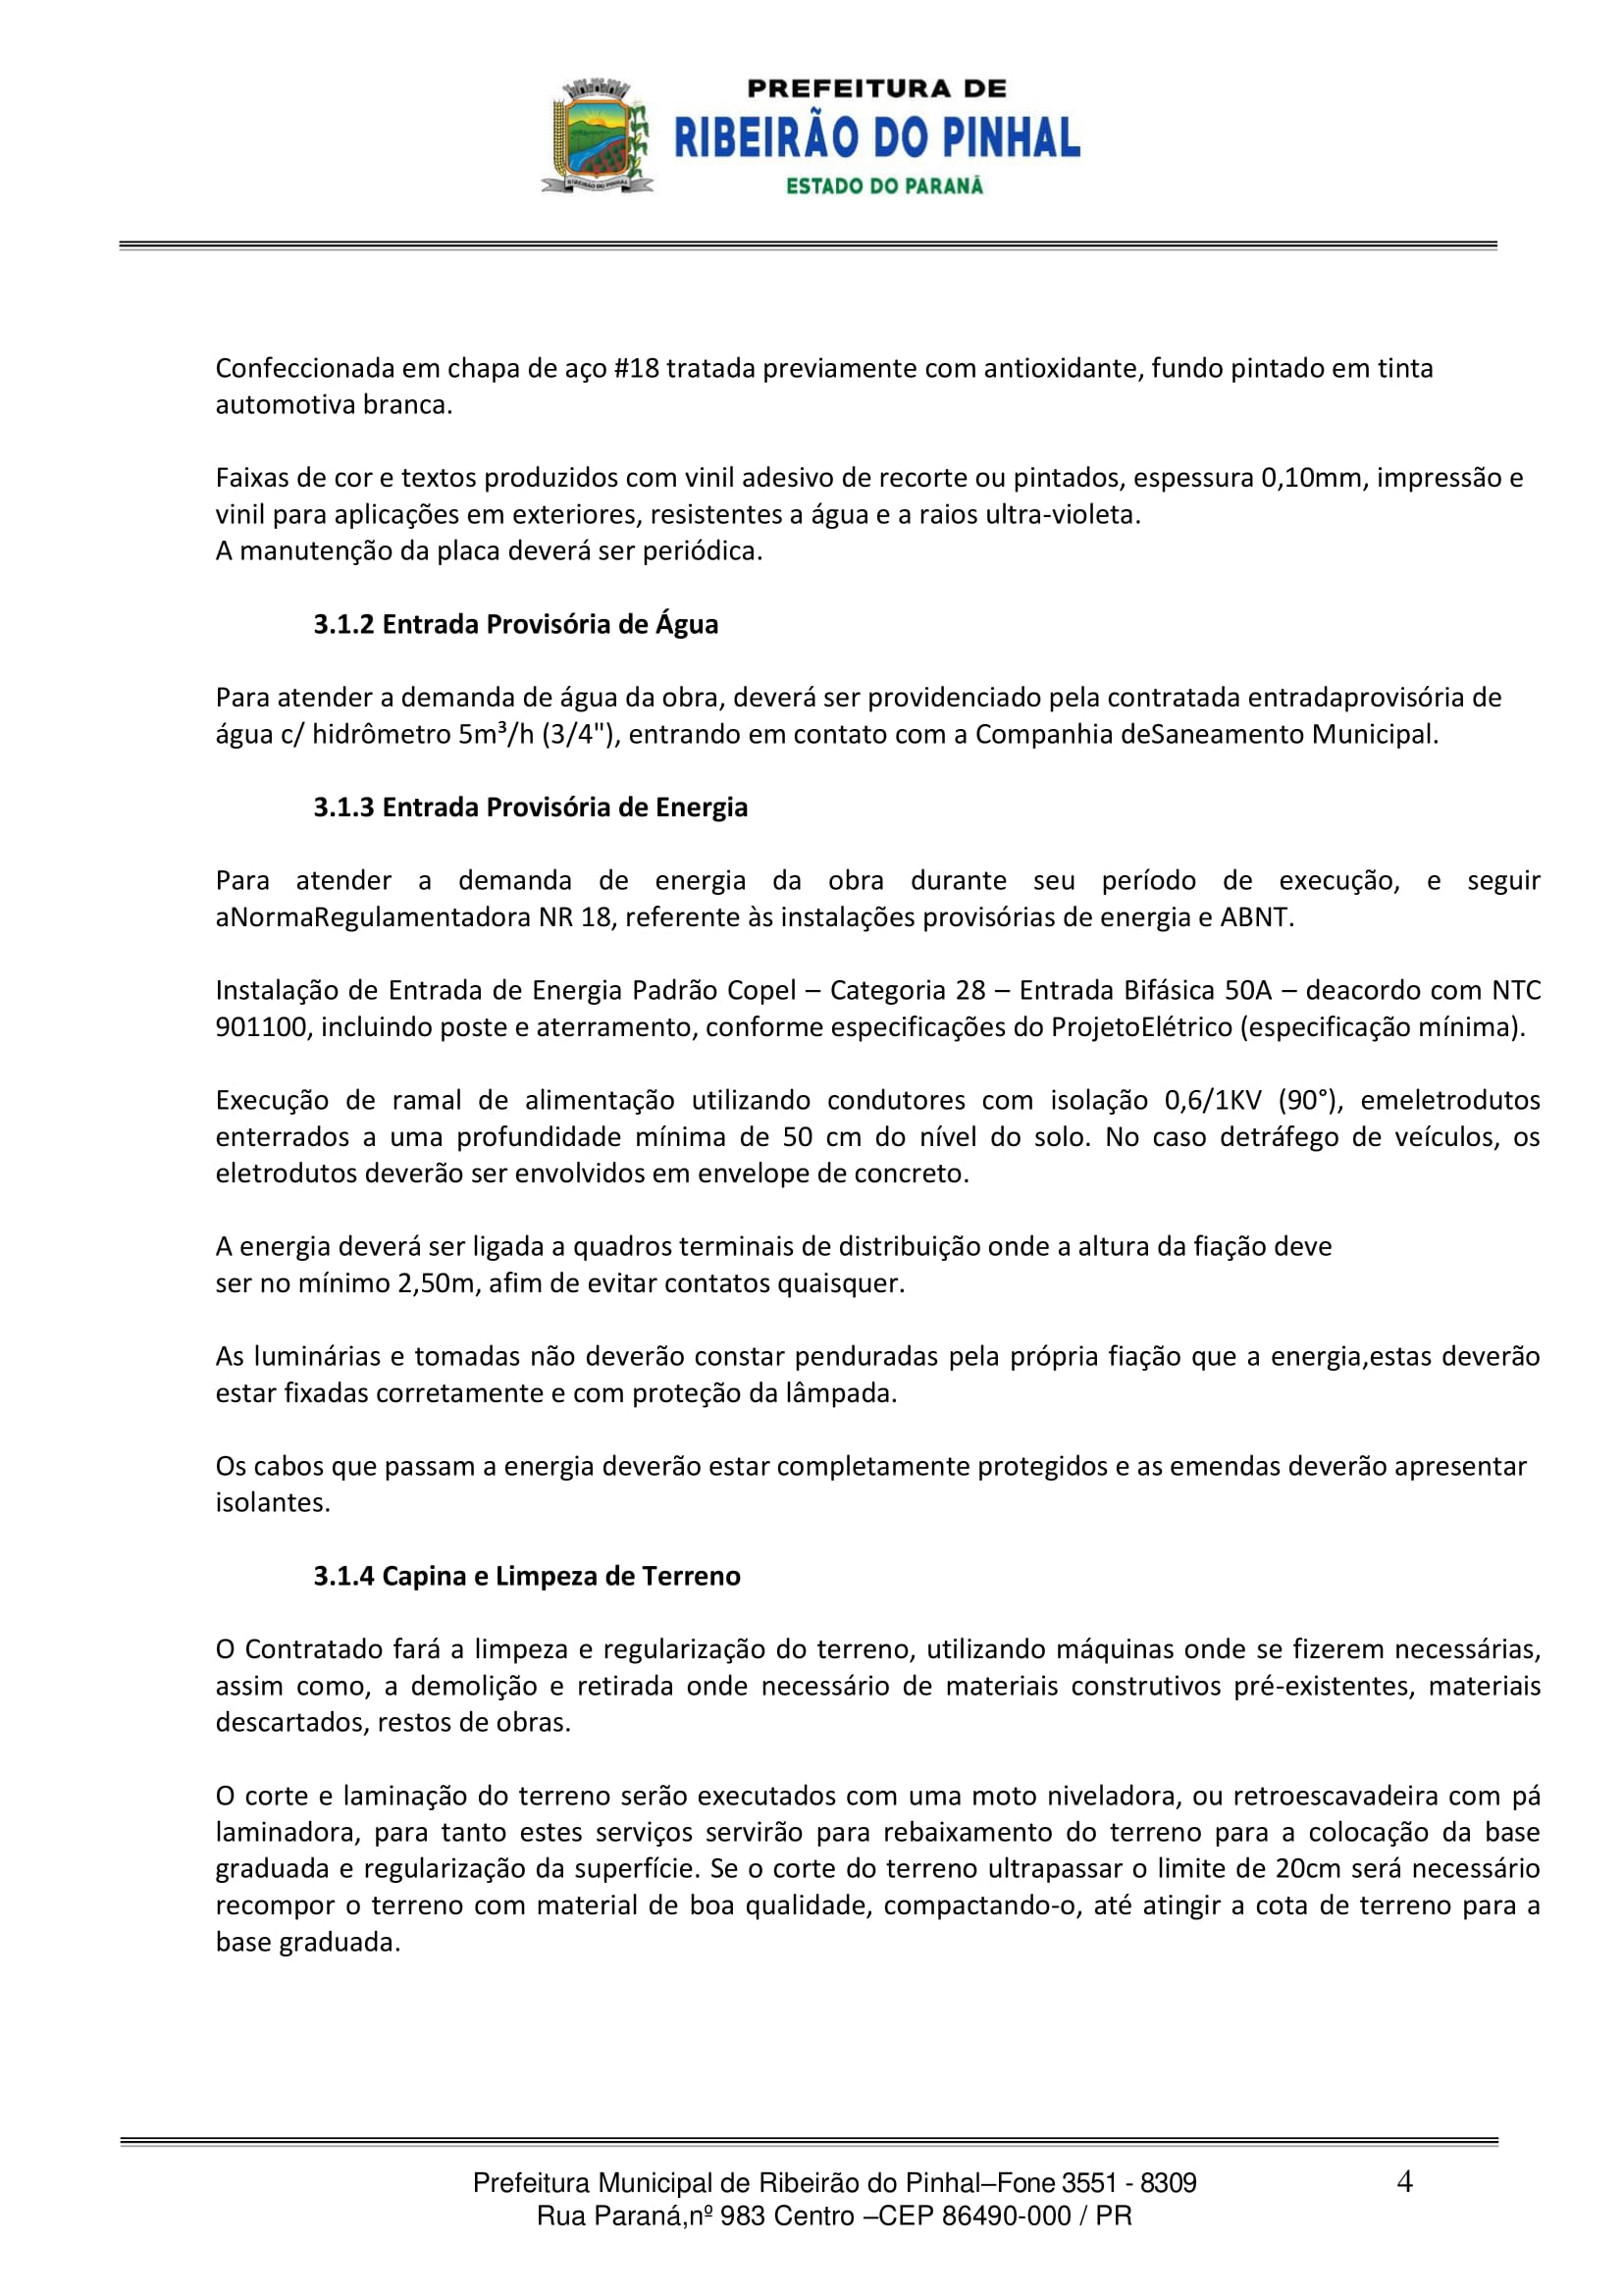 PREFEITURA DE
RIBEIRÃO DO PINHAL
ESTADO DO PARANÁ
RIBEIRÃO DO PINHAL
Confeccionada em chapa de aço #18 tratada previamente com antioxidante, fundo pintado em tinta
automotiva branca.
Faixas de cor e textos produzidos com vinil adesivo de recorte ou pintados, espessura 0,10mm, impressão e
vinil para aplicações em exteriores, resistentes a água e a raios ultra-violeta.
A manutenção da placa deverá ser periódica.
3.1.2 Entrada Provisória de Água
Para atender a demanda de água da obra, deverá ser providenciado pela contratada entradaprovisória de
água c/ hidrômetro 5m³/h (3/4"), entrando em contato com a Companhia deSaneamento Municipal.
3.1.3 Entrada Provisória de Energia
Para atender a demanda de energia da obra durante seu período de execução, e seguir
aNormaRegulamentadora NR 18, referente às instalações provisórias de energia e ABNT.
Instalação de Entrada de Energia Padrão Copel – Categoria 28 – Entrada Bifásica 50A – deacordo com NTC
901100, incluindo poste e aterramento, conforme especificações do ProjetoElétrico (especificação mínima).
Execução de ramal de alimentação utilizando condutores com isolação 0,6/1KV (90°), emeletrodutos
enterrados a uma profundidade mínima de 50 cm do nível do solo. No caso detráfego de veículos, os
eletrodutos deverão ser envolvidos em envelope de concreto.
A energia deverá ser ligada a quadros terminais de distribuição onde a altura da fiação deve
ser no mínimo 2,50m, afim de evitar contatos quaisquer.
As luminárias e tomadas não deverão constar penduradas pela própria fiação que a energia,estas deverão
estar fixadas corretamente e com proteção da lâmpada.
Os cabos que passam a energia deverão estar completamente protegidos e as emendas deverão apresentar
isolantes.
3.1.4 Capina e Limpeza de Terreno
O Contratado fará a limpeza e regularização do terreno, utilizando máquinas onde se fizerem necessárias,
assim como, a demolição e retirada onde necessário de materiais construtivos pré-existentes, materiais
descartados, restos de obras.
O corte e laminação do terreno serão executados com uma moto niveladora, ou retroescavadeira com pá
laminadora, para tanto estes serviços servirão para rebaixamento do terreno para a colocação da base
graduada e regularização da superfície. Se o corte do terreno ultrapassar o limite de 20cm será necessário
recompor o terreno com material de boa qualidade, compactando-o, até atingir a cota de terreno para a
base graduada.
Prefeitura Municipal de Ribeirão do Pinhal–Fone 3551 - 8309 4
Rua Paraná,nº 983 Centro –CEP 86490-000 / PR